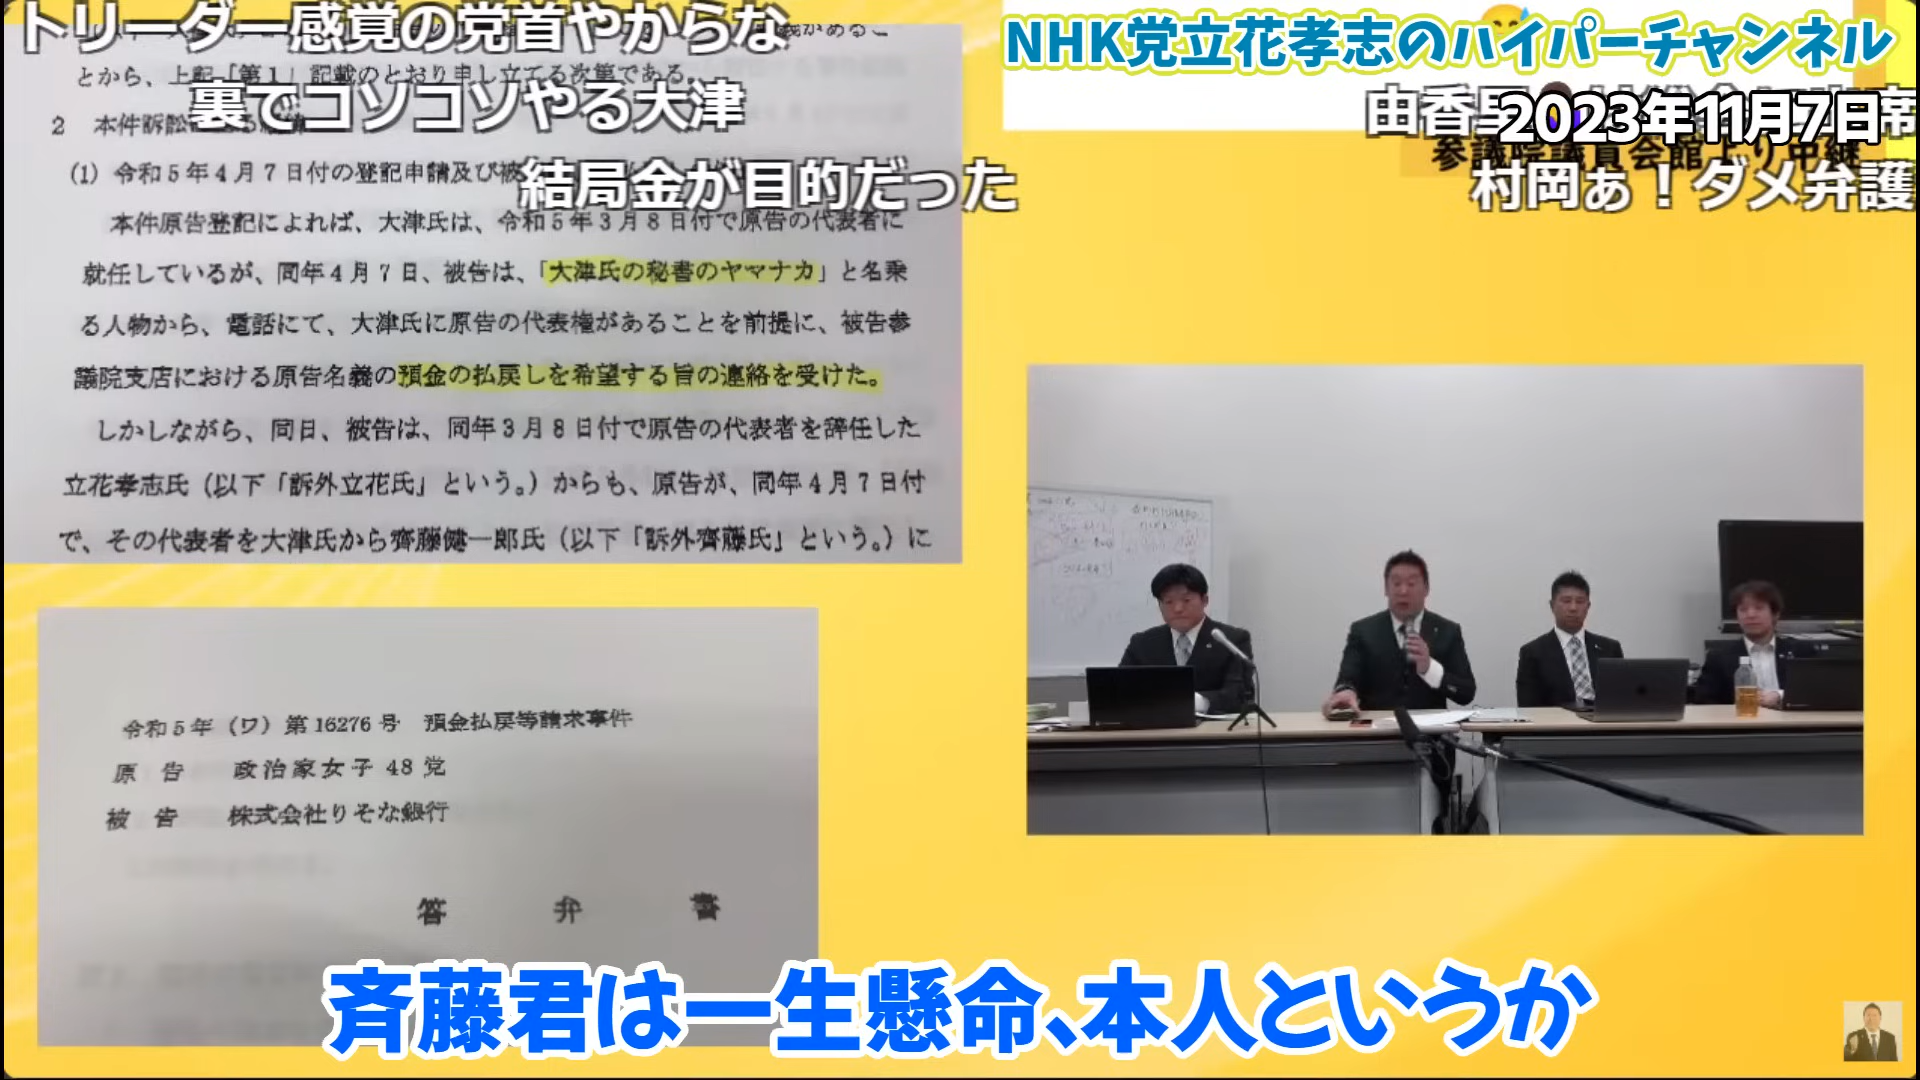 トリーダー感覚の党首やからな
裏でコソコソやる大津
結局金が目的だった
NHK党立花孝志のハイパーチャンネル
2023年11月7日
参議院議員会館より中継
村岡ぁ！ダメ弁護
由香里
席
とから、上記「第1」記載のとおり申し立てる次第である。
2 本件訴訟
(1) 令和5年4月7日付の登記申請及び被
本件原告登記によれば、大津氏は、令和5年3月8日付で原告の代表者に
就任しているが、同年4月7日、被告は、「大津氏の秘書のヤマナカ」と名乗
る人物から、電話にて、大津氏に原告の代表権があることを前提に、被告参
議院支店における原告名義の預金の払戻しを希望する旨の連絡を受けた。
しかしながら、同日、被告は、同年3月8日付で原告の代表者を辞任した
立花孝志氏（以下「訴外立花氏」という。）からも、原告が、同年4月7日付
で、その代表者を大津氏から齊藤健一郎氏（以下「訴外齊藤氏」という。）に
令和5年（ワ）第16276号 預金払戻等請求事件
原告 政治家女子48党
被告 株式会社りそな銀行
答弁書
斉藤君は一生懸命、本人というか